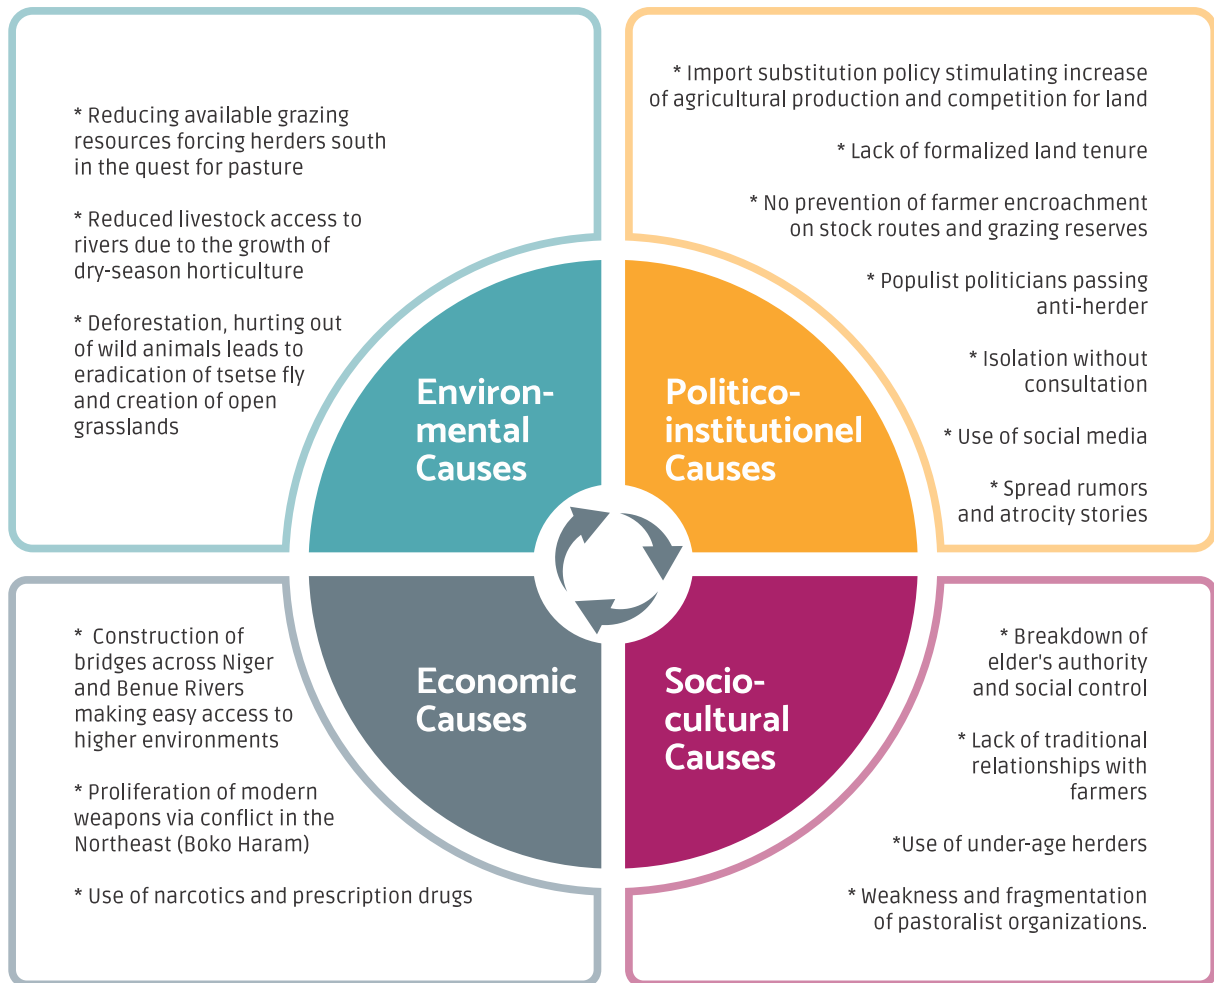 * Reducing available grazing
resources forcing herders south
in the quest for pasture
* Reduced livestock access to
rivers due to the growth of
dry-season horticulture
* Deforestation, hurting out
of wild animals leads to
eradication of tsetse fly
and creation of open
grasslands
Environ-
mental
Causes
* Import substitution policy stimulating increase
of agricultural production and competition for land
* Lack of formalized land tenure
* No prevention of farmer encroachment
on stock routes and grazing reserves
* Populist politicians passing
anti-herder
* Isolation without
consultation
* Use of social media
* Spread rumors
and atrocity stories
Politico-
institutionel
Causes
* Construction of
bridges across Niger
and Benue Rivers
making easy access to
higher environments
* Proliferation of modern
weapons via conflict in the
Northeast (Boko Haram)
* Use of narcotics and prescription drugs
Economic
Causes
Socio-
cultural
Causes
* Breakdown of
elder's authority
and social control
* Lack of traditional
relationships with
farmers
*Use of under-age herders
* Weakness and fragmentation
of pastoralist organizations.